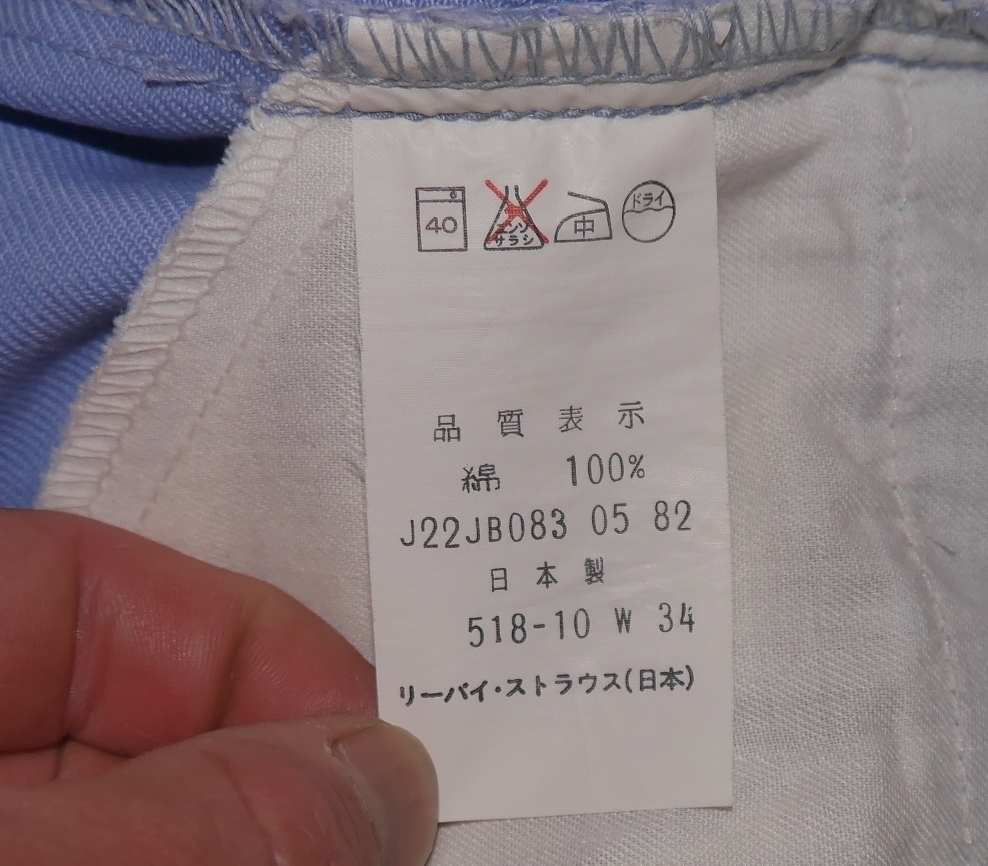 40 エンソ サラシ 中 ドライ
品質表示
綿 100%
J22JB083 05 82
日本製
518-10 W 34
リーバイ・ストラウス(日本)